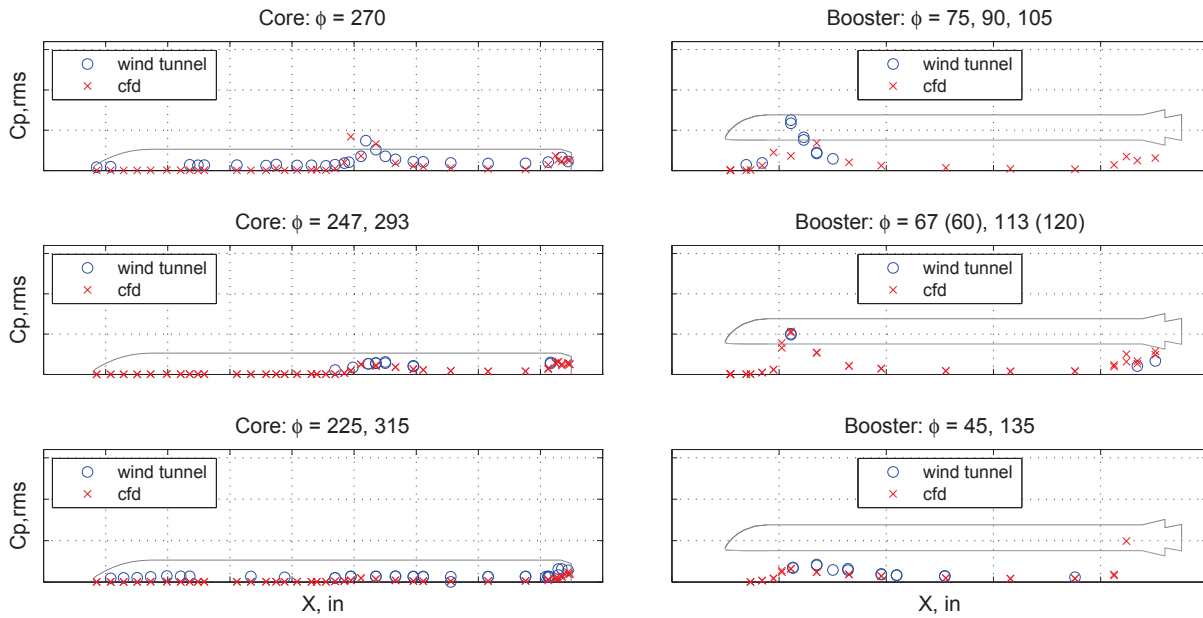 Core: ϕ = 270
Cp,rms
wind tunnel
cfd
Booster: ϕ = 75, 90, 105
wind tunnel
cfd
Core: ϕ = 247, 293
Cp,rms
wind tunnel
cfd
Booster: ϕ = 67 (60), 113 (120)
wind tunnel
cfd
Core: ϕ = 225, 315
Cp,rms
wind tunnel
cfd
X, in
Booster: ϕ = 45, 135
wind tunnel
cfd
X, in